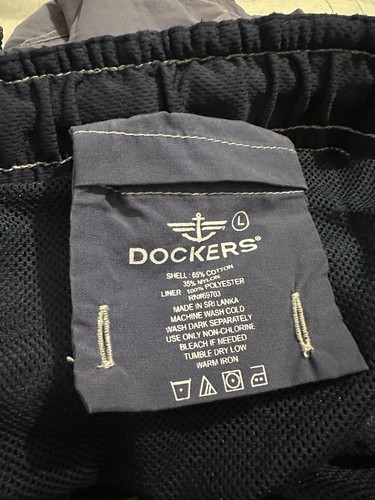 L
DOCKERS®
SHELL : 65% COTTON
35% NYLON
LINER 100% POLYESTER
RN#69703
MADE IN SRI LANKA
MACHINE WASH COLD
WASH DARK SEPARATELY
USE ONLY NON-CHLORINE
BLEACH IF NEEDED
TUMBLE DRY LOW
WARM IRON